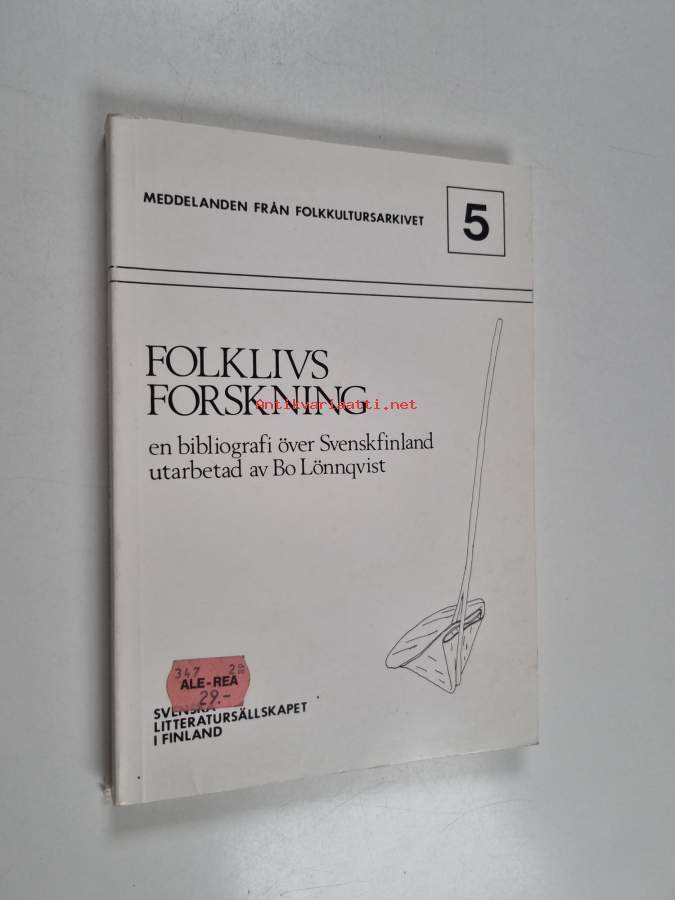 MEDDELANDEN FRÅN FOLKKULTURSARKIVET
5
FOLKLIVS
FORSKNING
Antikvariaatti.net
en bibliografi över Svenskfinland
utarbetad av Bo Lönnqvist
347
ALE-REA
29.-
SVENSKA
LITTERATURSÄLLSKAPET
I FINLAND